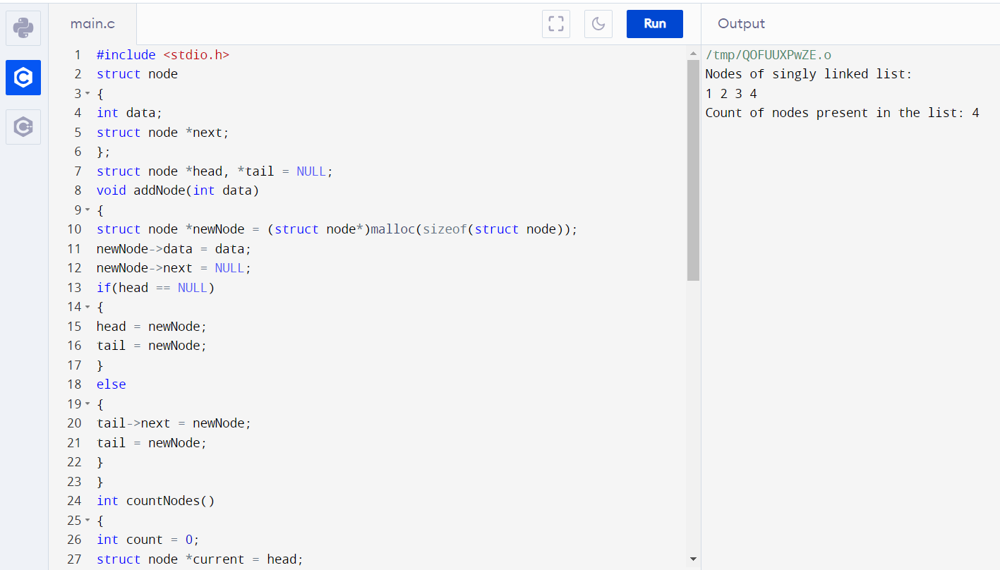 main.c
Run
Output
1 #include <stdio.h>
2 struct node
3 {
4 int data;
5 struct node *next;
6 };
7 struct node *head, *tail = NULL;
8 void addNode(int data)
9 {
10 struct node *newNode = (struct node*)malloc(sizeof(struct node));
11 newNode->data = data;
12 newNode->next = NULL;
13 if(head == NULL)
14 {
15 head = newNode;
16 tail = newNode;
17 }
18 else
19 {
20 tail->next = newNode;
21 tail = newNode;
22 }
23 }
24 int countNodes()
25 {
26 int count = 0;
27 struct node *current = head;
/tmp/QOFUUXPwZE.o
Nodes of singly linked list:
1 2 3 4
Count of nodes present in the list: 4